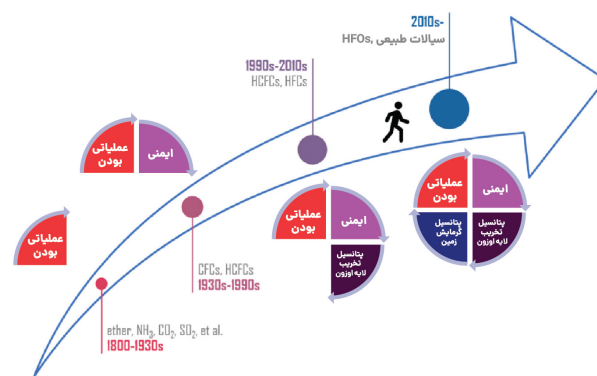 2010s-
HFOs, سیالات طبیعی
1990s-2010s
HCFCs, HFCs
عملیاتی
بودن
ایمنی
عملیاتی
بودن
عملیاتی
بودن
ایمنی
پتانسیل
تخریب
لایه اوزون
عملیاتی
بودن
ایمنی
پتانسیل
گرمایش
زمین
پتانسیل
تخریب
لایه اوزون
CFCs, HCFCs
1930s-1990s
ether, NH₃, CO₂, SO₂, et al.
1800-1930s